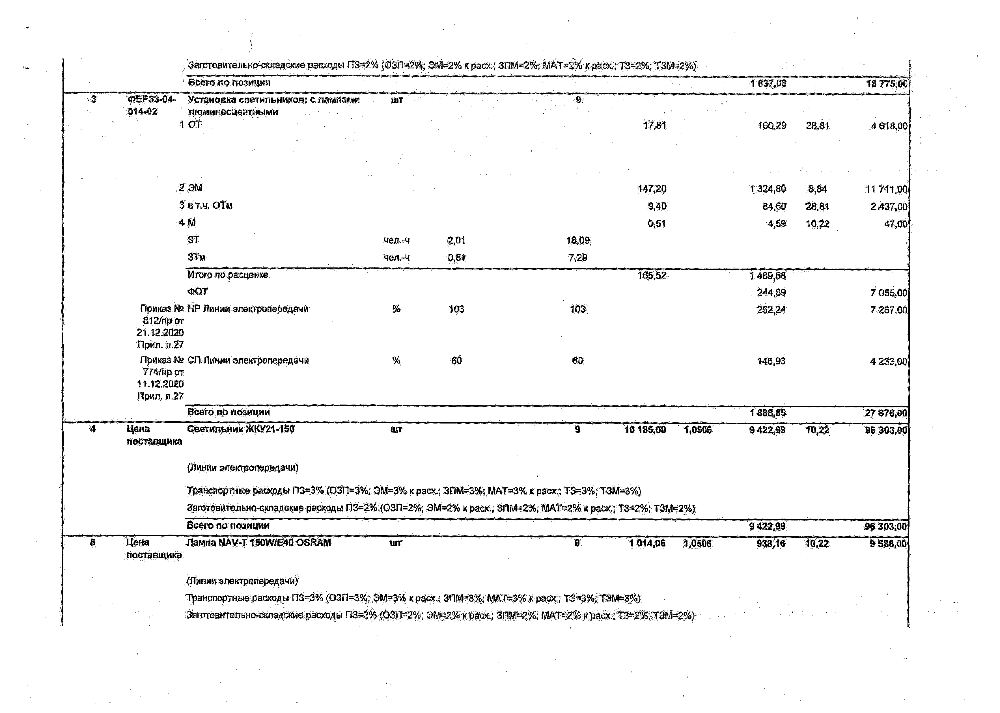 Заготовительно-складские расходы ПЗ=2% (ОЗП=2%; ЭМ=2% к расх.; ЗПМ=2%; МАТ=2% к расх.; ТЗ=2%; ТЗМ=2%)
Всего по позиции 1 837,08 18 775,00
3 ФЕР33-04- Установка светильников: с лампами шт 9
014-02 люминесцентными
1 ОТ 17,81 160,29 28,81 4 618,00
2 ЭМ 147,20 1 324,80 8,84 11 711,00
3 в т.ч. ОТм 9,40 84,60 28,81 2 437,00
4 М 0,51 4,59 10,22 47,00
ЗТ чел.-ч 2,01 18,09
ЗТм чел.-ч 0,81 7,29
Итого по расценке 165,52 1 489,68
ФОТ 244,89 7 055,00
Приказ № НР Линии электропередачи % 103 103 252,24 7 267,00
812/пр от
21.12.2020
Прил. п.27
Приказ № СП Линии электропередачи % 60 60 146,93 4 233,00
774/пр от
11.12.2020
Прил. п.27
Всего по позиции 1 888,85 27 876,00
4 Цена Светильник ЖКУ21-150 шт 9 10 185,00 1,0506 9 422,99 10,22 96 303,00
поставщика
(Линии электропередачи)
Транспортные расходы ПЗ=3% (ОЗП=3%; ЭМ=3% к расх.; ЗПМ=3%; МАТ=3% к расх.; ТЗ=3%; ТЗМ=3%)
Заготовительно-складские расходы ПЗ=2% (ОЗП=2%; ЭМ=2% к расх.; ЗПМ=2%; МАТ=2% к расх.; ТЗ=2%; ТЗМ=2%)
Всего по позиции 9 422,99 96 303,00
5 Цена Лампа NAV-T 150W/E40 OSRAM шт 9 1 014,06 1,0506 938,16 10,22 9 588,00
поставщика
(Линии электропередачи)
Транспортные расходы ПЗ=3% (ОЗП=3%; ЭМ=3% к расх.; ЗПМ=3%; МАТ=3% к расх.; ТЗ=3%; ТЗМ=3%)
Заготовительно-складские расходы ПЗ=2% (ОЗП=2%; ЭМ=2% к расх.; ЗПМ=2%; МАТ=2% к расх.; ТЗ=2%; ТЗМ=2%)